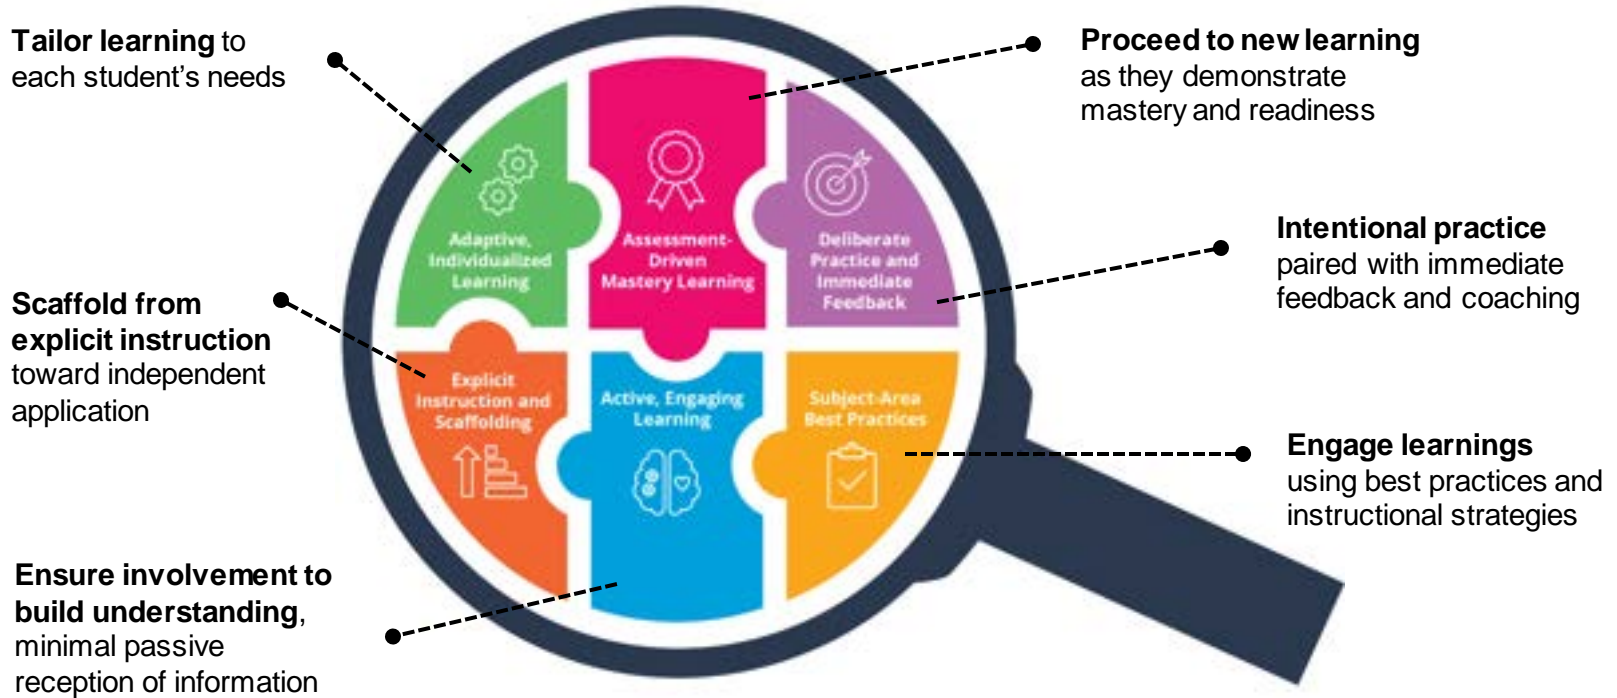 Tailor learning to
each student's needs
Proceed to new learning
as they demonstrate
mastery and readiness
Adaptive,
Individualized
Learning
Assessment-
Driven
Mastery Learning
Deliberate
Practice and
Immediate
Feedback
Intentional practice
paired with immediate
feedback and coaching
Scaffold from
explicit instruction
toward independent
application
Explicit
Instruction and
Scaffolding
Active, Engaging
Learning
Subject-Area
Best Practices
Engage learnings
using best practices and
instructional strategies
Ensure involvement to
build understanding,
minimal passive
reception of information